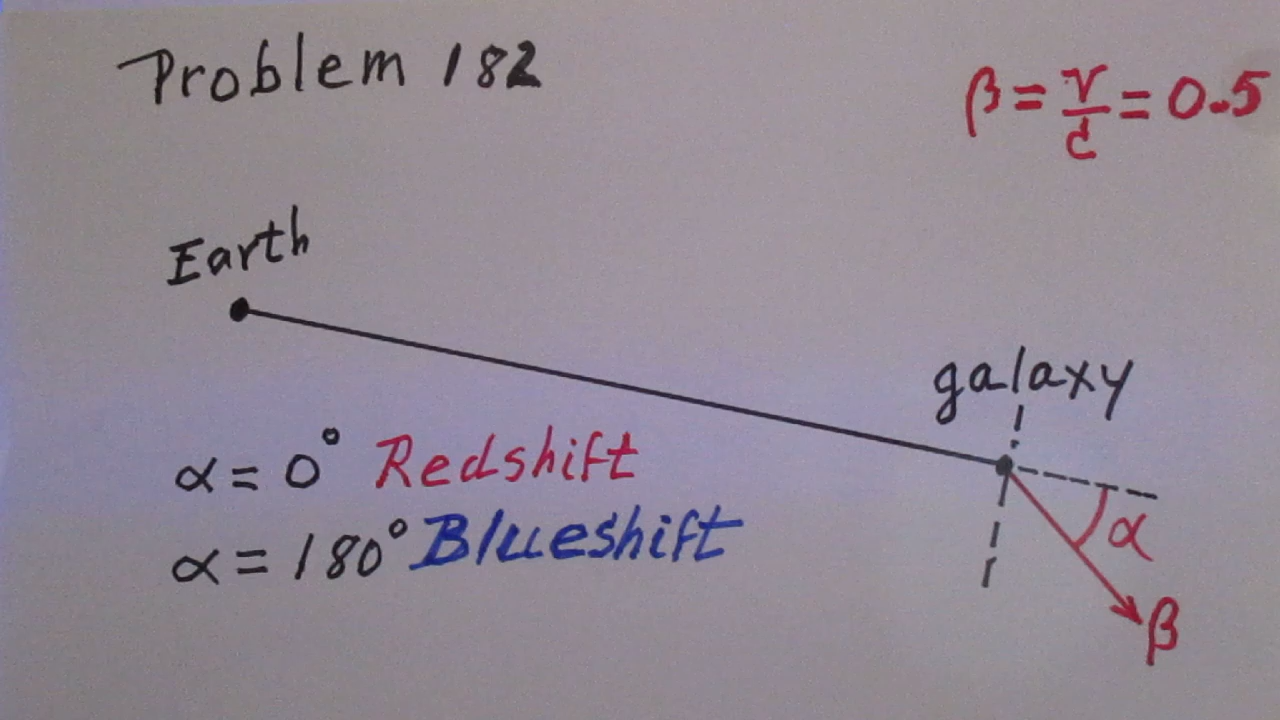 Problem 182
β = v/c = 0.5
Earth
galaxy
α = 0° Redshift
α = 180° Blueshift
α
β